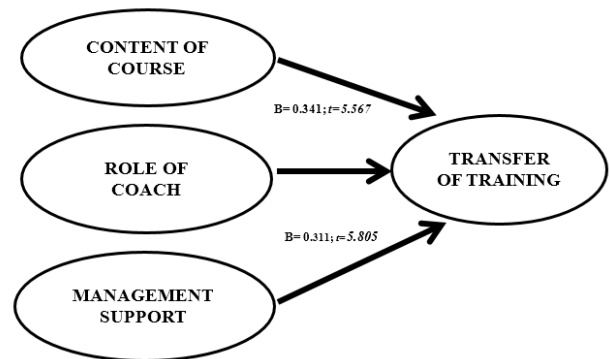 CONTENT OF
COURSE
B= 0.341; t=5.567
ROLE OF
COACH
TRANSFER
OF TRAINING
B= 0.311; t=5.805
MANAGEMENT
SUPPORT